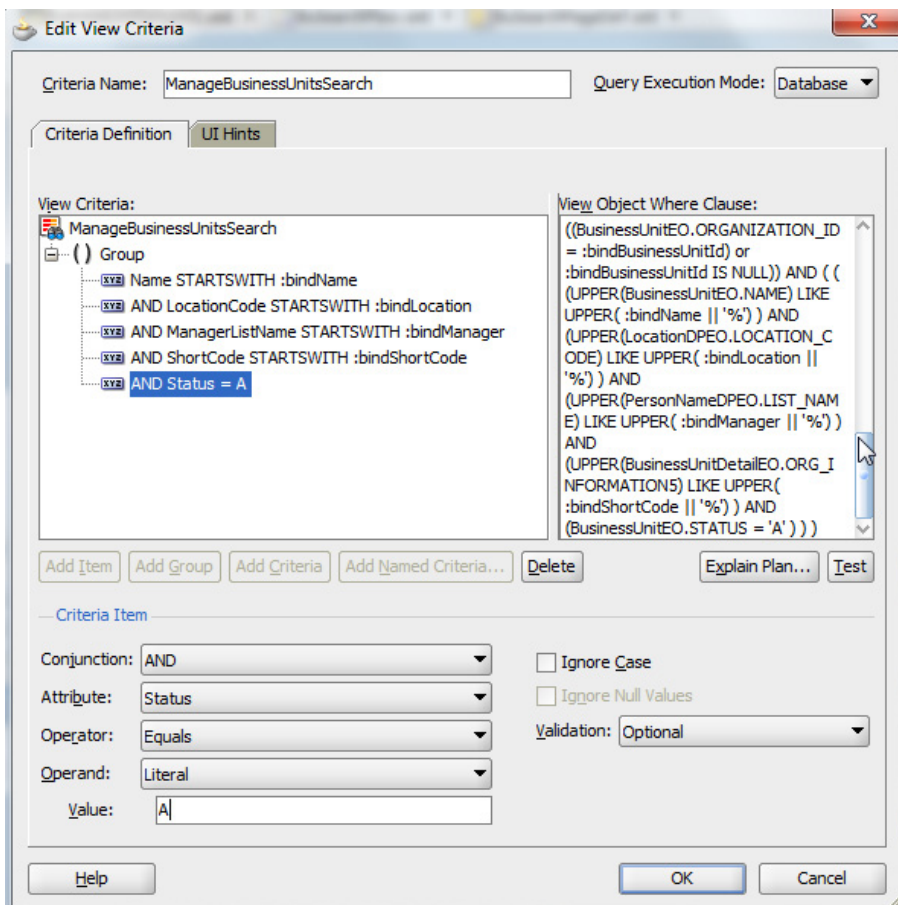 Edit View Criteria
Criteria Name: ManageBusinessUnitsSearch Query Execution Mode: Database
Criteria Definition UI Hints
View Criteria:
ManageBusinessUnitsSearch
( ) Group
XYZ Name STARTSWITH :bindName
XYZ AND LocationCode STARTSWITH :bindLocation
XYZ AND ManagerListName STARTSWITH :bindManager
XYZ AND ShortCode STARTSWITH :bindShortCode
XYZ AND Status = A
View Object Where Clause:
((BusinessUnitEO.ORGANIZATION_ID
= :bindBusinessUnitId) or
:bindBusinessUnitId IS NULL)) AND ( (
(UPPER(BusinessUnitEO.NAME) LIKE
UPPER( :bindName || '%') ) AND
(UPPER(LocationDPEO.LOCATION_C
ODE) LIKE UPPER( :bindLocation ||
'%') ) AND
(UPPER(PersonNameDPEO.LIST_NAM
E) LIKE UPPER( :bindManager || '%') )
AND
(UPPER(BusinessUnitDetailEO.ORG_I
NFORMATION5) LIKE UPPER(
:bindShortCode || '%') ) AND
(BusinessUnitEO.STATUS = 'A' ) ) )
Add Item Add Group Add Criteria Add Named Criteria... Delete Explain Plan... Test
Criteria Item
Conjunction: AND Ignore Case
Attribute: Status Ignore Null Values
Operator: Equals Validation: Optional
Operand: Literal
Value: A
Help OK Cancel